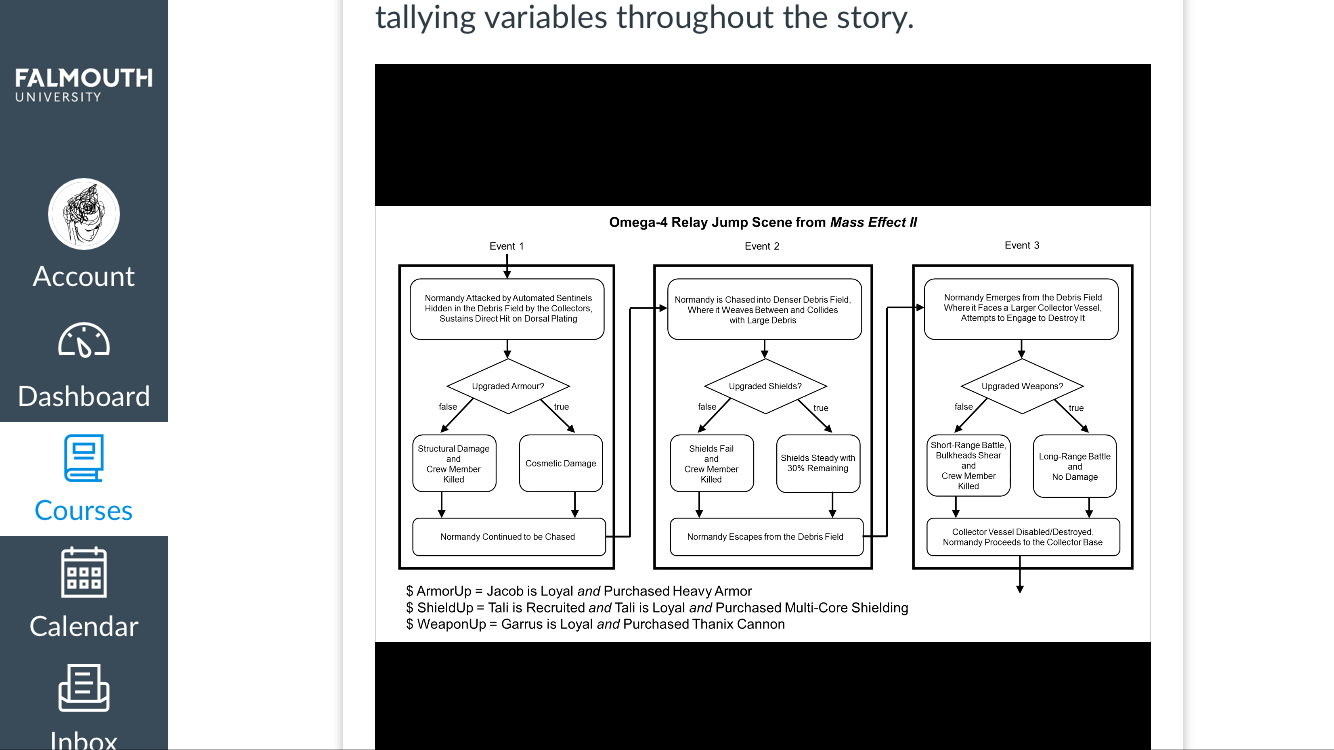 tallying variables throughout the story.
FALMOUTH
UNIVERSITY
Account
Dashboard
Courses
Calendar
Inbox
Omega-4 Relay Jump Scene from Mass Effect II
Event 1
Normandy Attacked by Automated Sentinels
Hidden in the Debris Field by the Collectors,
Sustains Direct Hit on Dorsal Plating
Upgraded Armour?
false
true
Structural Damage
and
Crew Member
Killed
Cosmetic Damage
Normandy Continued to be Chased
Event 2
Normandy is Chased into Denser Debris Field,
Where it Weaves Between and Collides
with Large Debris
Upgraded Shields?
false
true
Shields Fail
and
Crew Member
Killed
Shields Steady with
30% Remaining
Normandy Escapes from the Debris Field
Event 3
Normandy Emerges from the Debris Field
Where it Faces a Larger Collector Vessel,
Attempts to Engage to Destroy It
Upgraded Weapons?
false
true
Short-Range Battle,
Bulkheads Shear
and
Crew Member
Killed
Long-Range Battle
and
No Damage
Collector Vessel Disabled/Destroyed,
Normandy Proceeds to the Collector Base
$ ArmorUp = Jacob is Loyal and Purchased Heavy Armor
$ ShieldUp = Tali is Recruited and Tali is Loyal and Purchased Multi-Core Shielding
$ WeaponUp = Garrus is Loyal and Purchased Thanix Cannon